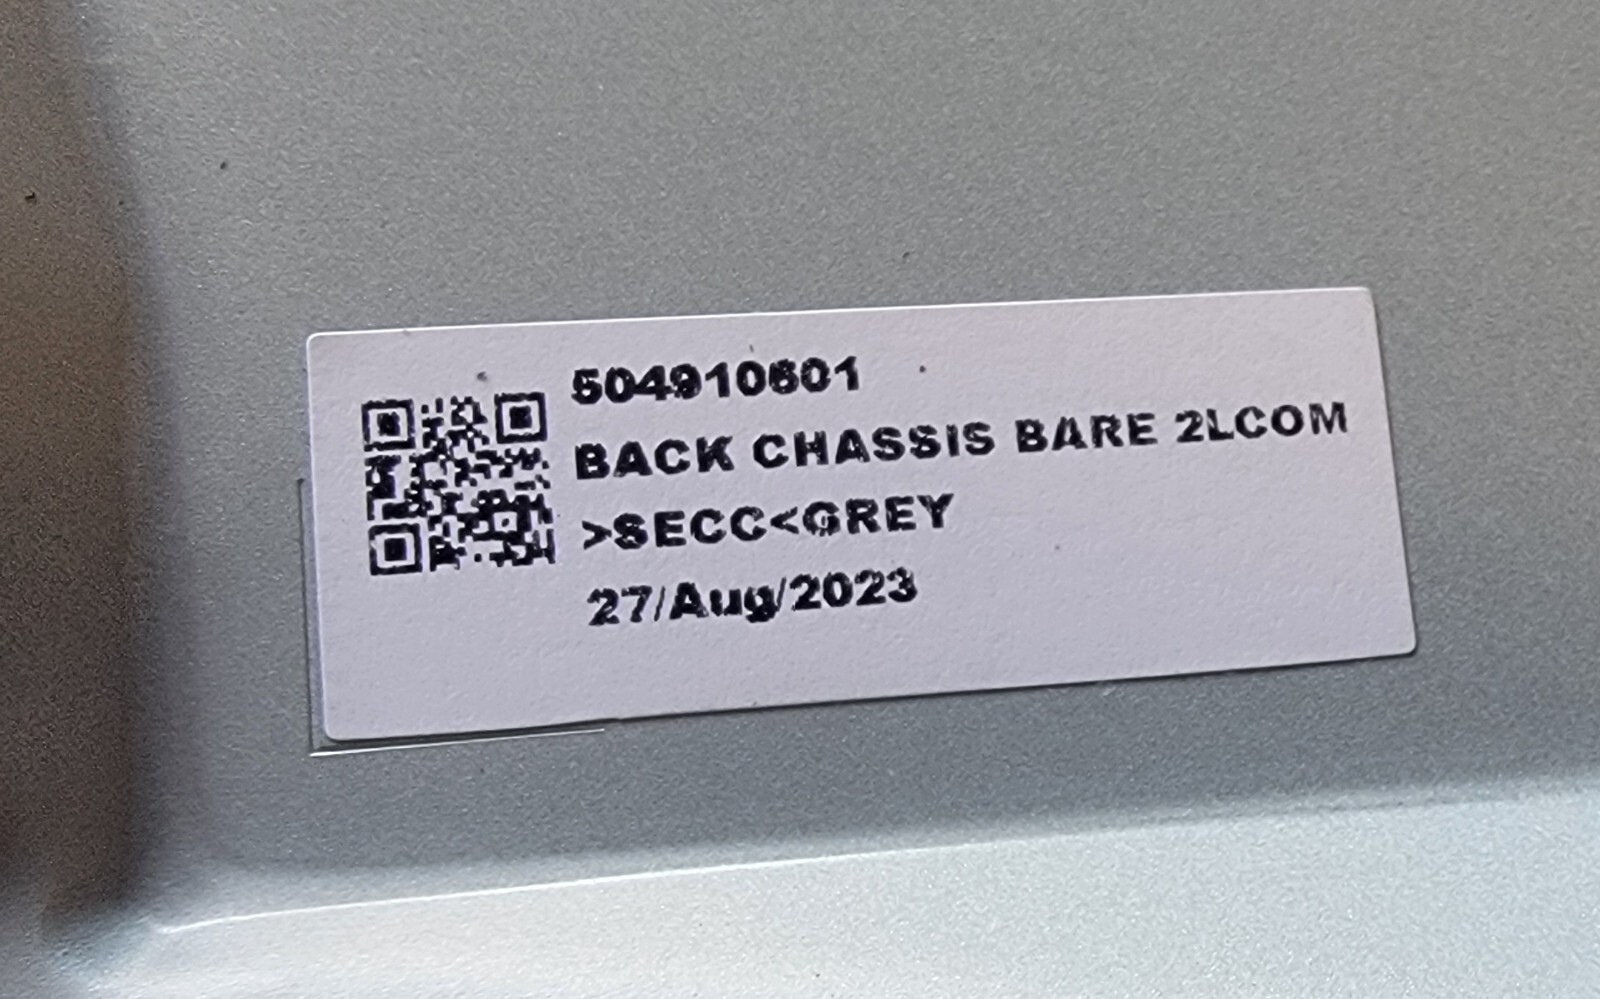 504910601
BACK CHASSIS BARE 2LCOM
>SECC<GREY
27/Aug/2023